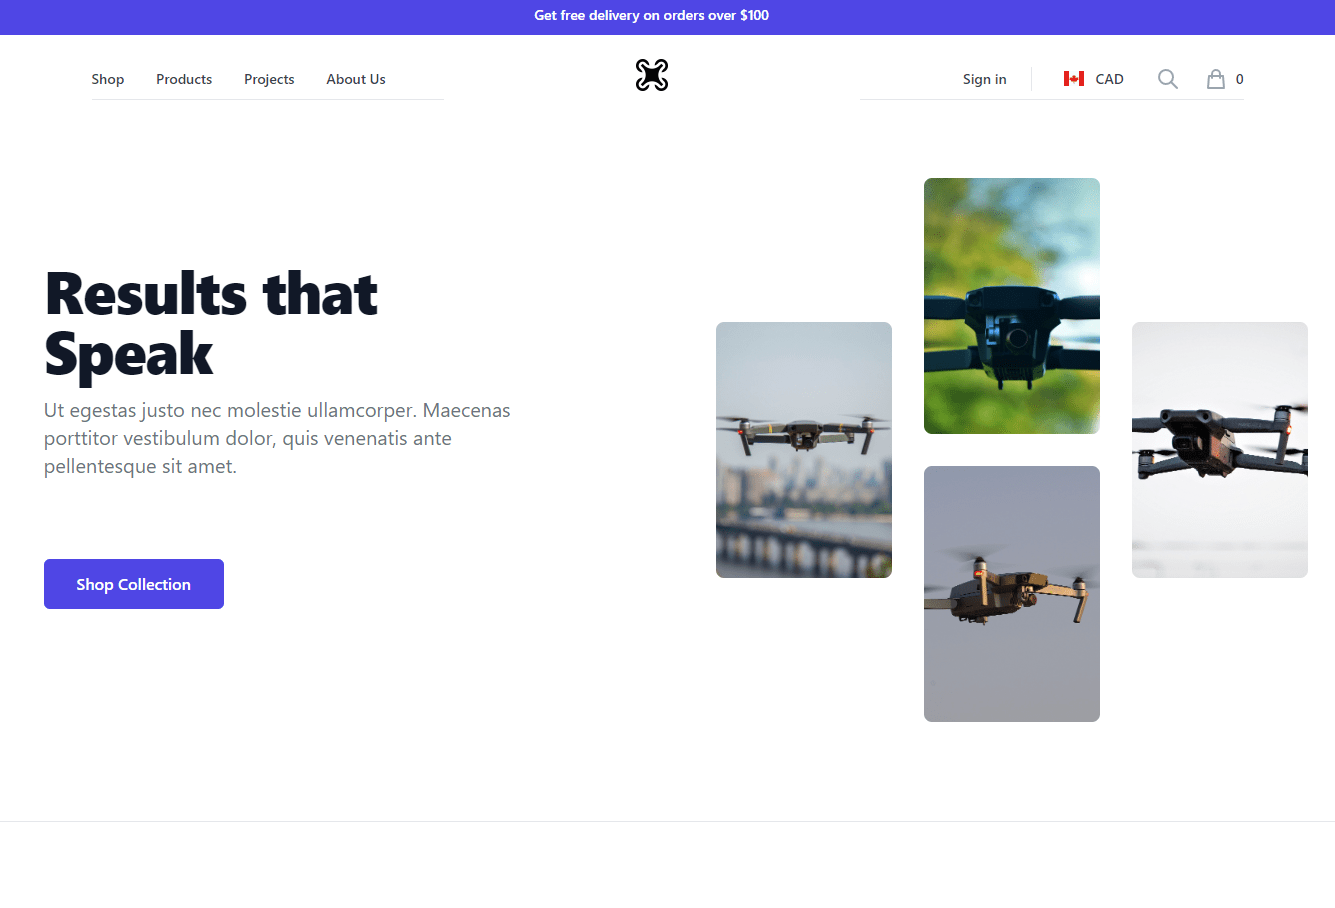 Get free delivery on orders over $100
Shop Products Projects About Us
Sign in CAD 0
Results that
Speak
Ut egestas justo nec molestie ullamcorper. Maecenas
porttitor vestibulum dolor, quis venenatis ante
pellentesque sit amet.
Shop Collection